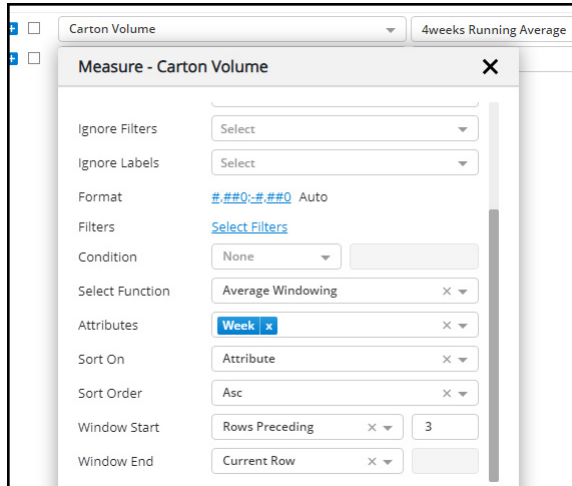 Carton Volume 4weeks Running Average
Measure - Carton Volume
Ignore Filters Select
Ignore Labels Select
Format #,##0;-#,##0 Auto
Filters Select Filters
Condition None
Select Function Average Windowing
Attributes Week x
Sort On Attribute
Sort Order Asc
Window Start Rows Preceding 3
Window End Current Row